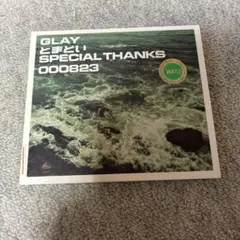 GLAY
とまどい
SPECIAL THANKS
000823